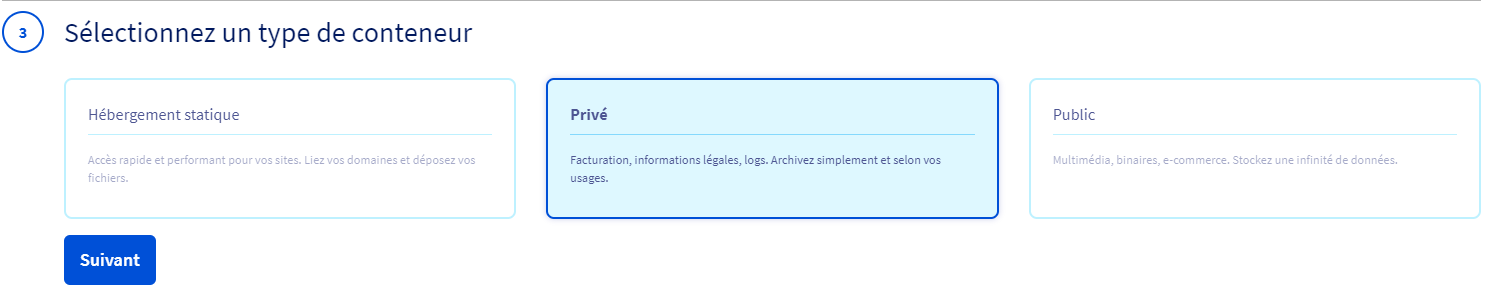 3
Sélectionnez un type de conteneur
Hébergement statique
Accès rapide et performant pour vos sites. Liez vos domaines et déposez vos
fichiers.
Privé
Facturation, informations légales, logs. Archivez simplement et selon vos
usages.
Public
Multimédia, binaires, e-commerce. Stockez une infinité de données.
Suivant